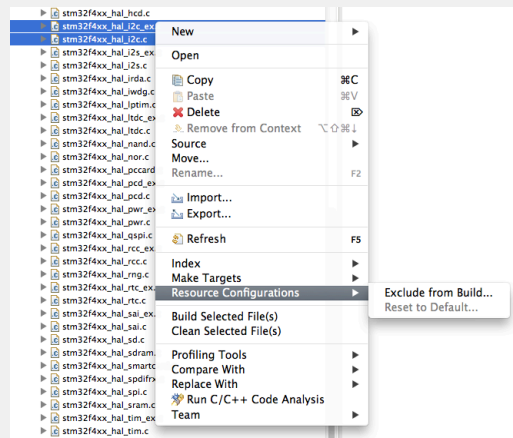 stm32f4xx_hal_hcd.c
stm32f4xx_hal_i2c_ex
stm32f4xx_hal_i2c.c
stm32f4xx_hal_i2s_ex
stm32f4xx_hal_i2s.c
stm32f4xx_hal_irda.c
stm32f4xx_hal_iwdg.c
stm32f4xx_hal_lptim.c
stm32f4xx_hal_ltdc_ex
stm32f4xx_hal_ltdc.c
stm32f4xx_hal_nand.c
stm32f4xx_hal_nor.c
stm32f4xx_hal_pccard
stm32f4xx_hal_pcd_ex
stm32f4xx_hal_pcd.c
stm32f4xx_hal_pwr_ex
stm32f4xx_hal_pwr.c
stm32f4xx_hal_qspi.c
stm32f4xx_hal_rcc_ex.
stm32f4xx_hal_rcc.c
stm32f4xx_hal_rng.c
stm32f4xx_hal_rtc_ex.
stm32f4xx_hal_rtc.c
stm32f4xx_hal_sai_ex.
stm32f4xx_hal_sai.c
stm32f4xx_hal_sd.c
stm32f4xx_hal_sdram.
stm32f4xx_hal_smartc
stm32f4xx_hal_spdifrx
stm32f4xx_hal_spi.c
stm32f4xx_hal_sram.c
stm32f4xx_hal_tim_ex
stm32f4xx_hal_tim.c
New
Open
Copy ⌘C
Paste ⌘V
Delete ⌦
Remove from Context ⌥⇧⌘↓
Source
Move...
Rename... F2
Import...
Export...
Refresh F5
Index
Make Targets
Resource Configurations
Build Selected File(s)
Clean Selected File(s)
Profiling Tools
Compare With
Replace With
Run C/C++ Code Analysis
Team
Exclude from Build...
Reset to Default...